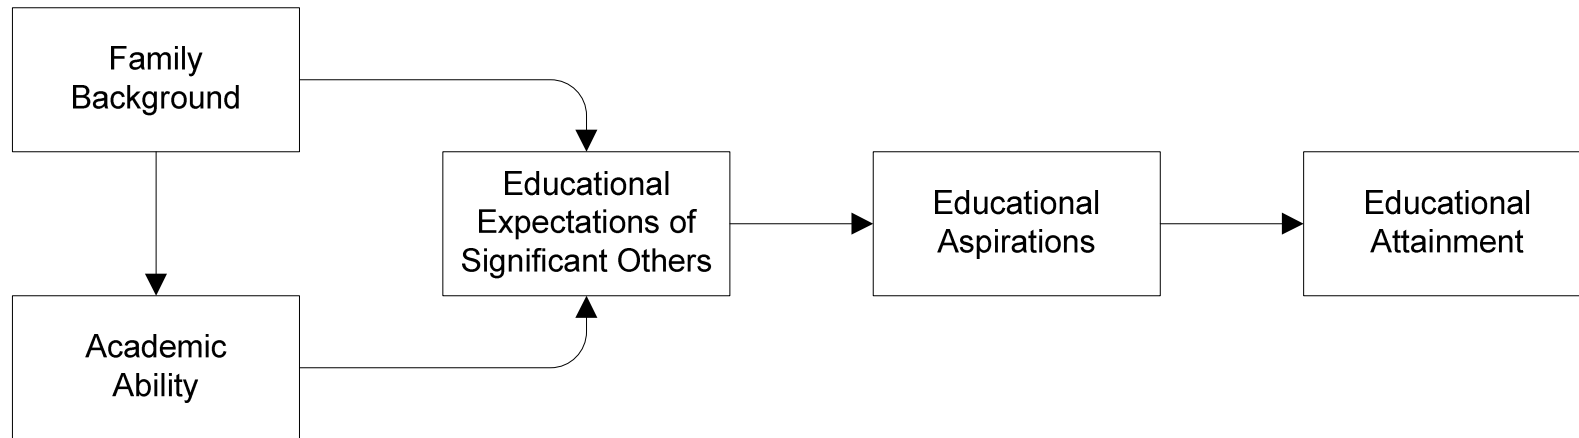 Family
Background
Educational
Expectations of
Significant Others
Educational
Aspirations
Educational
Attainment
Academic
Ability